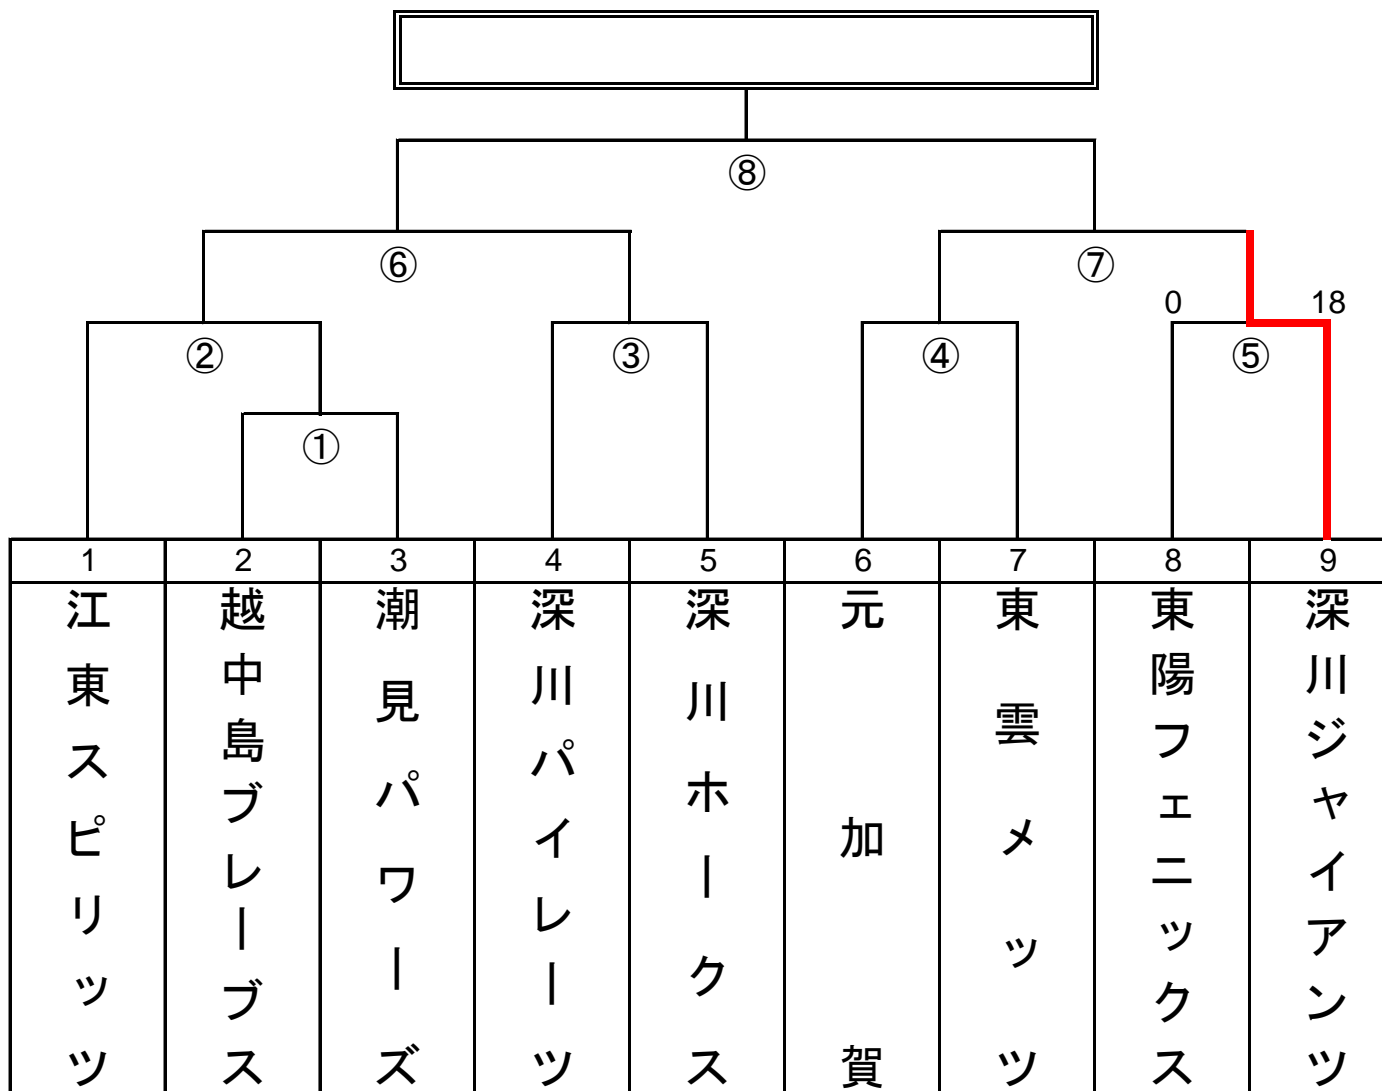 ⑧
⑥
⑦
0
18
②
③
④
⑤
①
1
2
3
4
5
6
7
8
9
江東スピリッツ
越中島ブレーブス
潮見パワーズ
深川パイレーツ
深川ホークス
元加賀
東雲メッツ
東陽フェニックス
深川ジャイアンツ